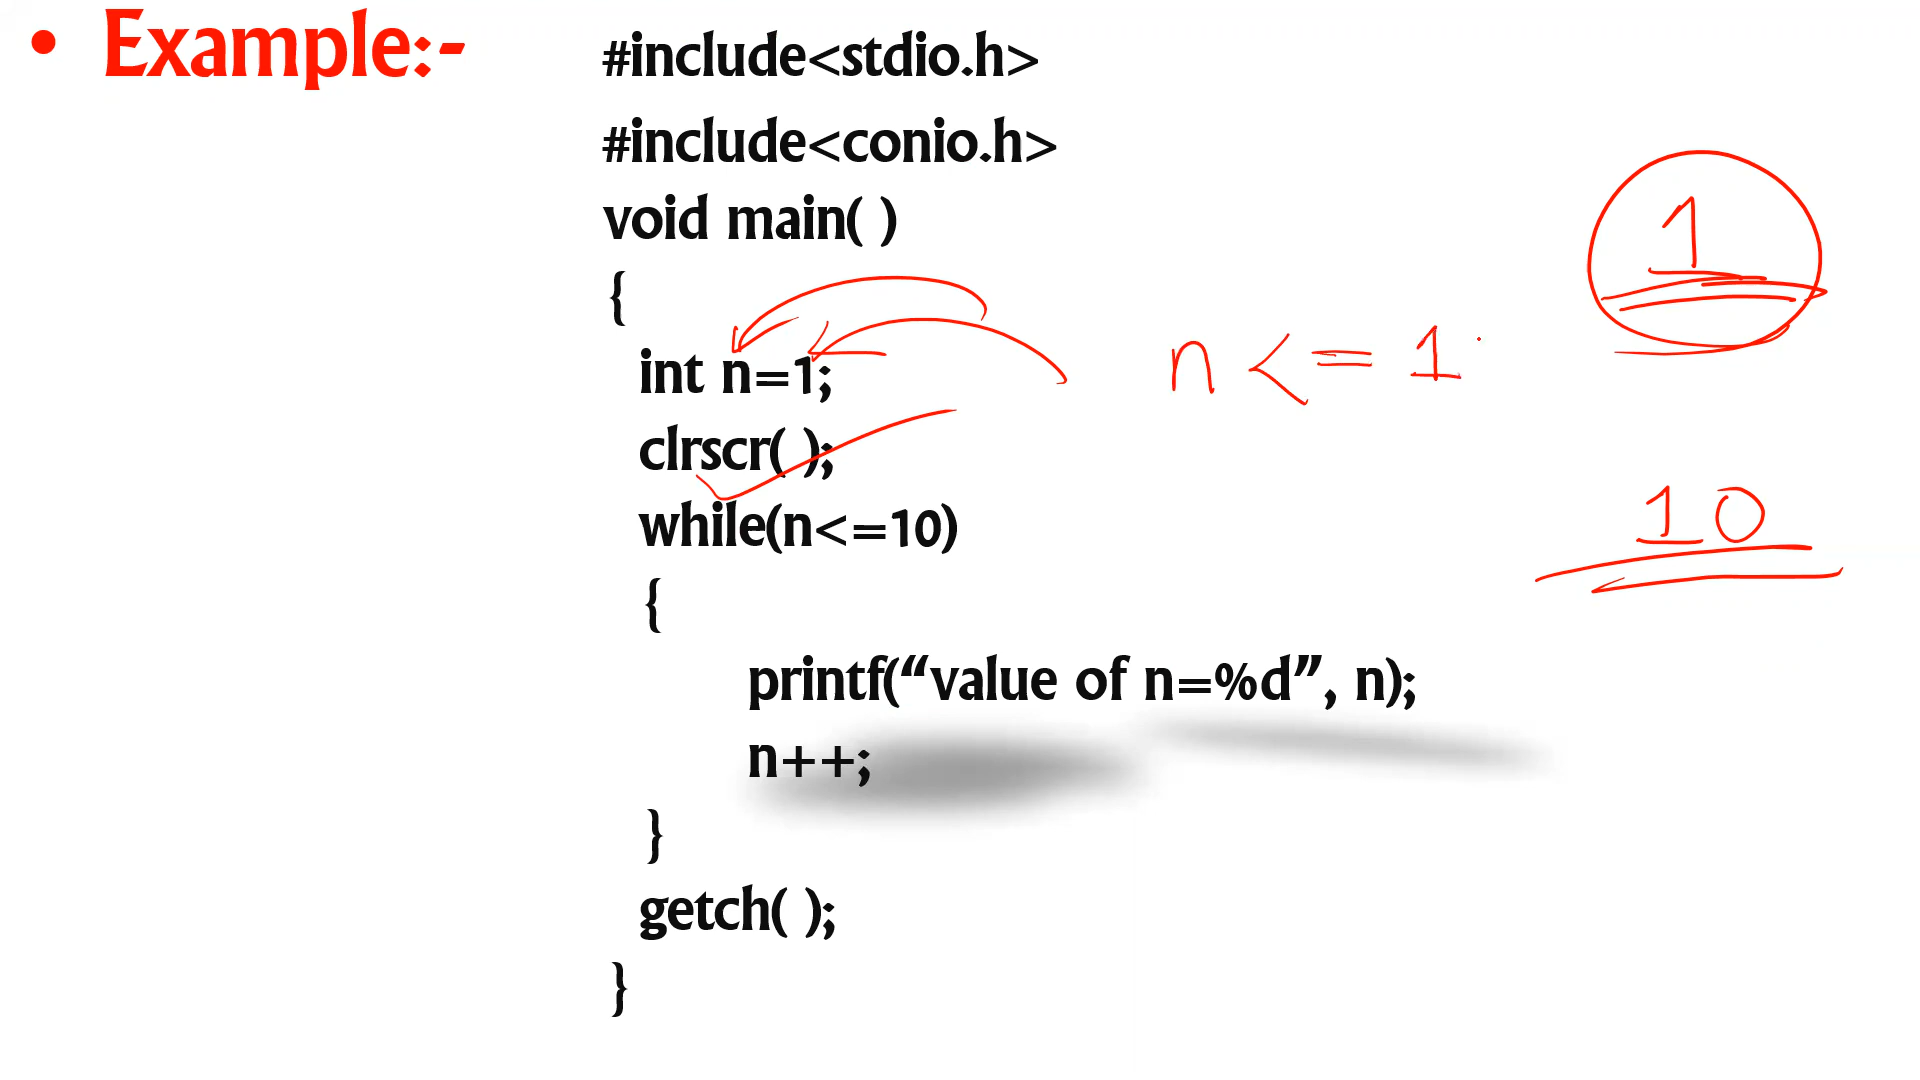 • Example:-
#include<stdio.h>
#include<conio.h>
void main( )
{
int n=1;
clrscr( );
while(n<=10)
{
printf(“value of n=%d”, n);
n++;
}
getch( );
}
1
n <= 1
10